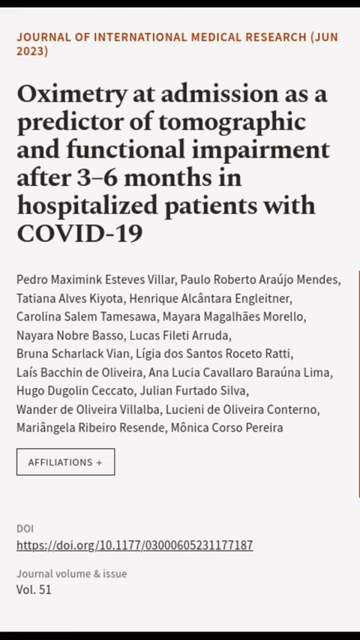 JOURNAL OF INTERNATIONAL MEDICAL RESEARCH (JUN
2023)
Oximetry at admission as a
predictor of tomographic
and functional impairment
after 3–6 months in
hospitalized patients with
COVID-19
Pedro Maximink Esteves Villar, Paulo Roberto Araújo Mendes,
Tatiana Alves Kiyota, Henrique Alcântara Engleitner,
Carolina Salem Tamesawa, Mayara Magalhães Morello,
Nayara Nobre Basso, Lucas Fileti Arruda,
Bruna Scharlack Vian, Lígia dos Santos Roceto Ratti,
Laís Bacchin de Oliveira, Ana Lucia Cavallaro Baraúna Lima,
Hugo Dugolin Ceccato, Julian Furtado Silva,
Wander de Oliveira Villalba, Lucieni de Oliveira Conterno,
Mariângela Ribeiro Resende, Mônica Corso Pereira
AFFILIATIONS +
DOI
https://doi.org/10.1177/03000605231177187
Journal volume & issue
Vol. 51